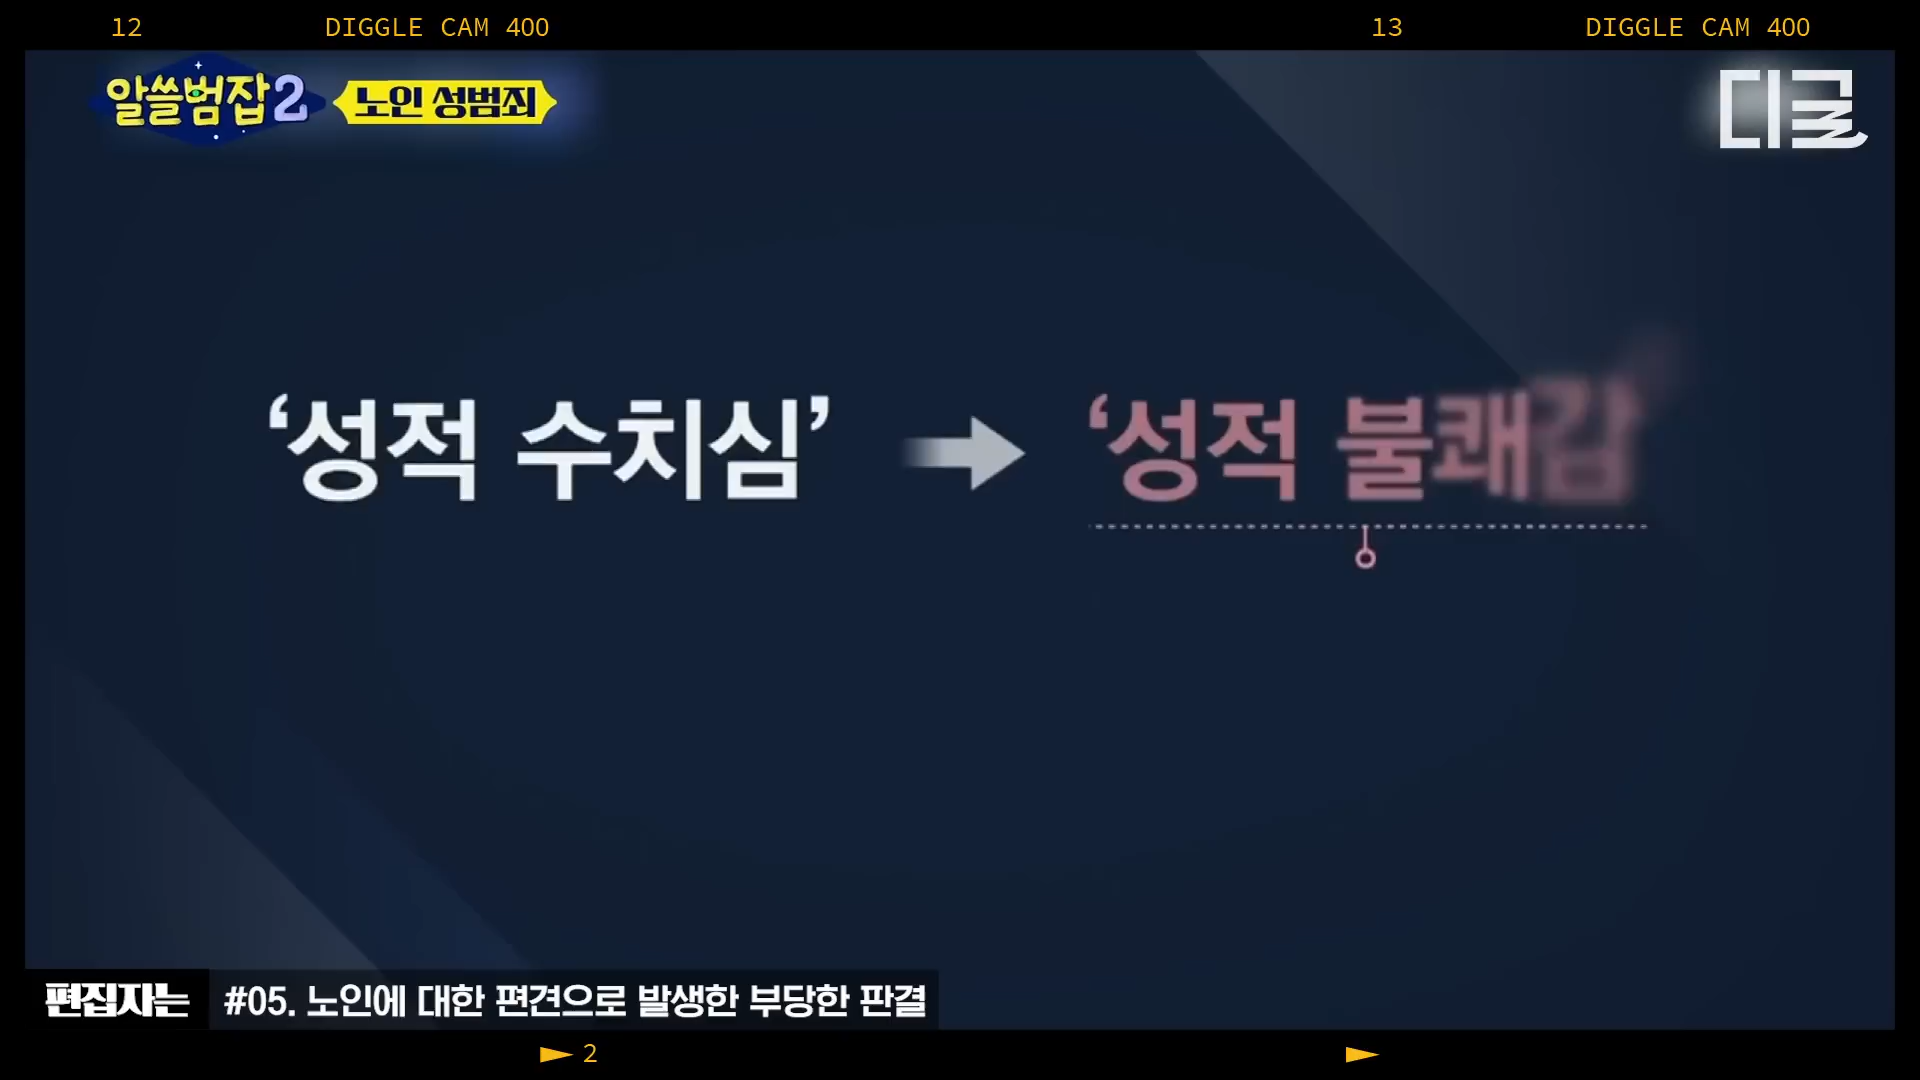 12 DIGGLE CAM 400 13 DIGGLE CAM 400
알쓸범잡2 노인 성범죄 디글
‘성적 수치심’ ‘성적 불쾌감’
편집자는 #05. 노인에 대한 편견으로 발생한 부당한 판결
2